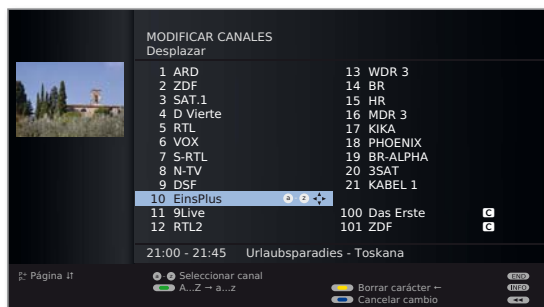 MODIFICAR CANALES
Desplazar
1 ARD
2 ZDF
3 SAT.1
4 D Vierte
5 RTL
6 VOX
7 S-RTL
8 N-TV
9 DSF
10 EinsPlus a - z
11 9Live
12 RTL2
13 WDR 3
14 BR
15 HR
16 MDR 3
17 KIKA
18 PHOENIX
19 BR-ALPHA
20 3SAT
21 KABEL 1
100 Das Erste C
101 ZDF C
21:00 - 21:45 Urlaubsparadies - Toskana
P+ P- Página ↓↑
0 - 9 Seleccionar canal
A...Z → a...z
Borrar carácter ←
Cancelar cambio
END
INFO
◄◄